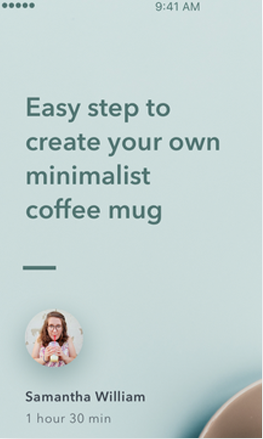 9:41 AM
Easy step to
create your own
minimalist
coffee mug
Samantha William
1 hour 30 min